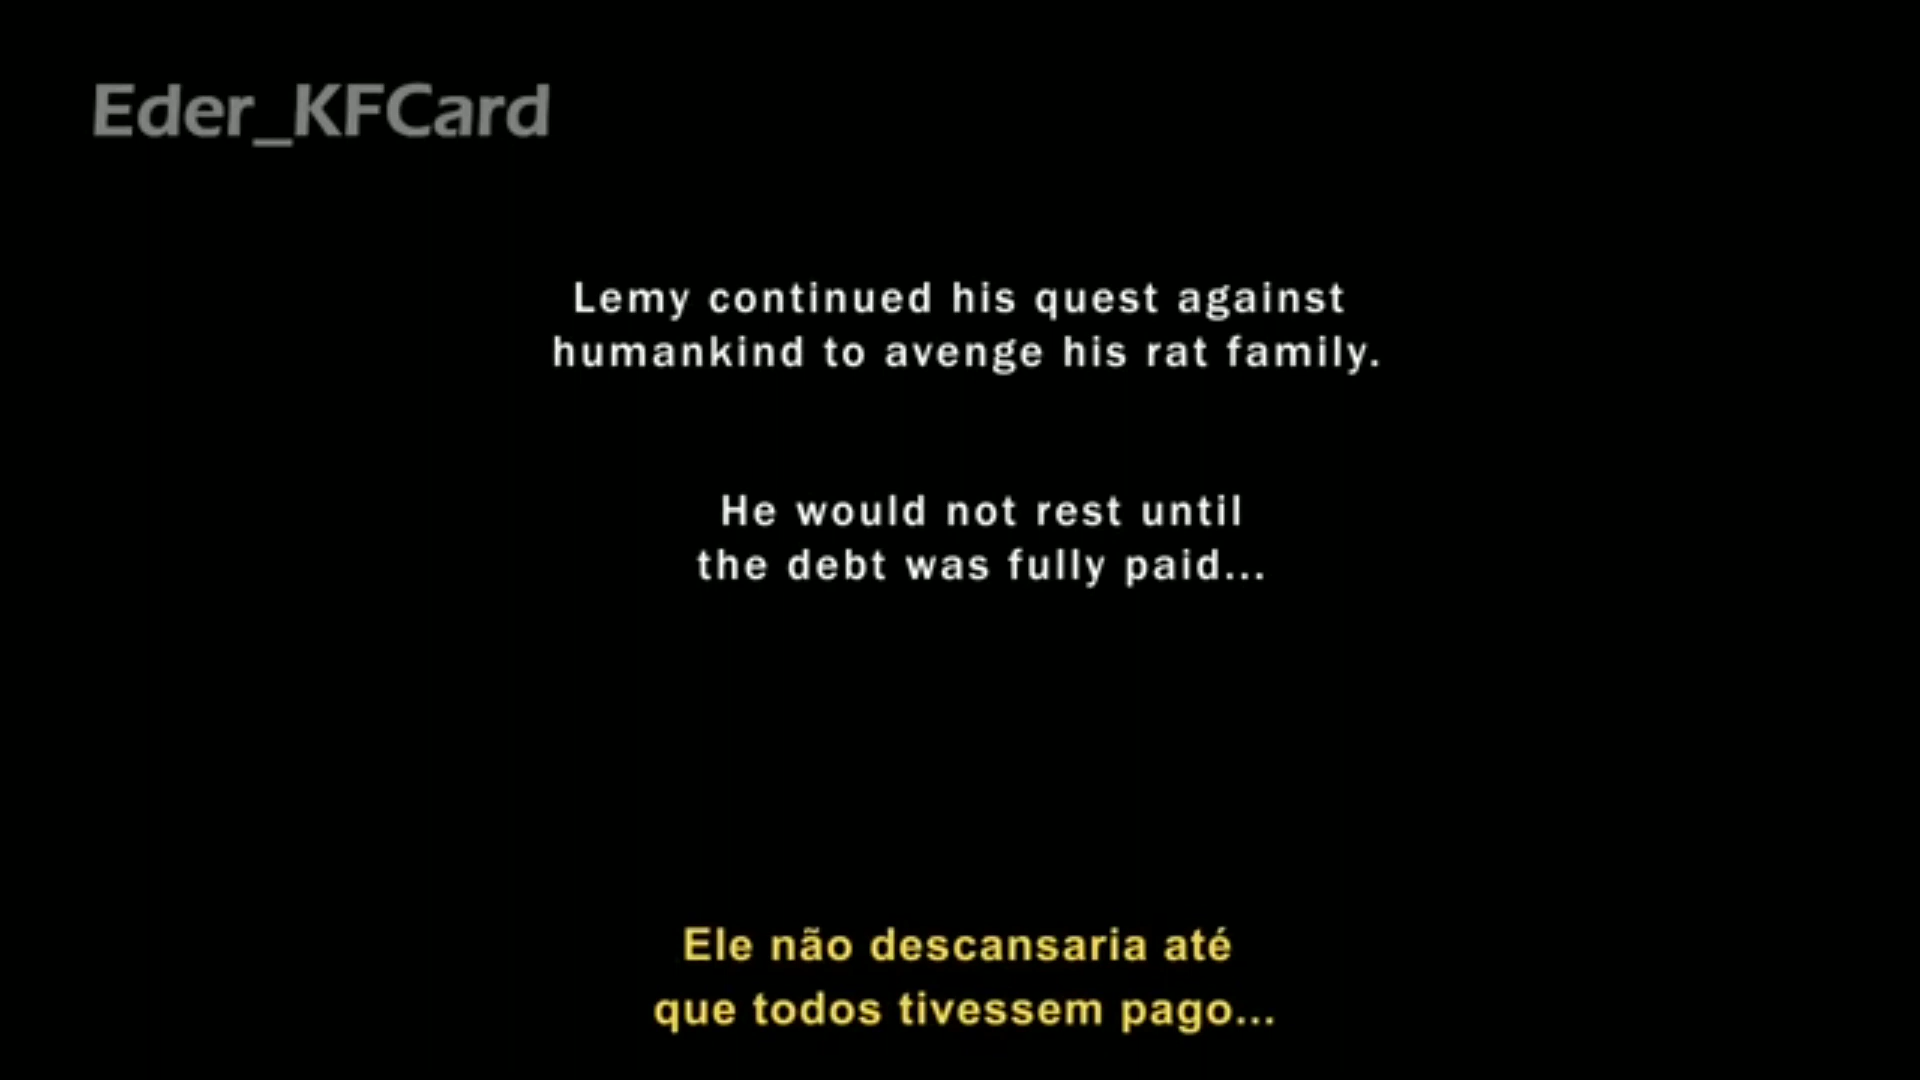 Eder_KFCard
Lemy continued his quest against
humankind to avenge his rat family.
He would not rest until
the debt was fully paid...
Ele não descansaria até
que todos tivessem pago...